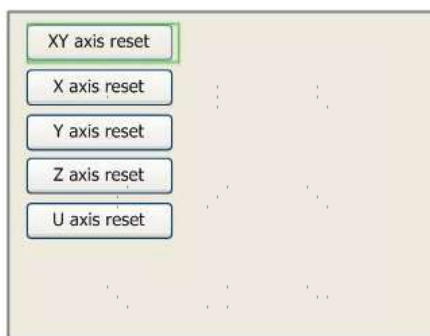 XY axis reset
X axis reset
Y axis reset
Z axis reset
U axis reset